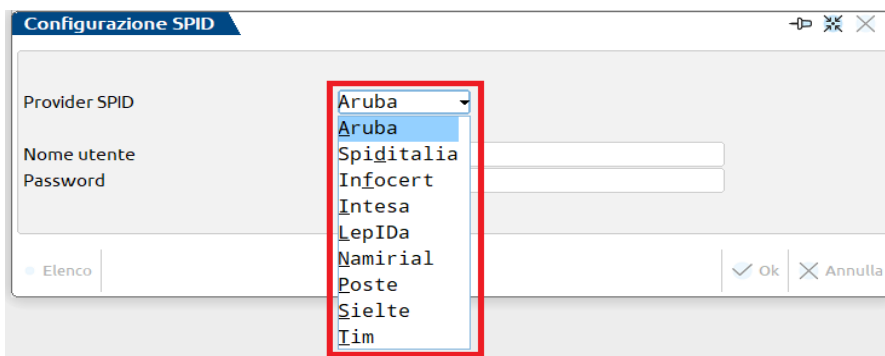 Configurazione SPID
Provider SPID
Aruba
Aruba
Spiditalia
Nome utente
Infocert
Password
Intesa
LepIDa
Namirial
Elenco
Ok
Annulla
Poste
Sielte
Tim